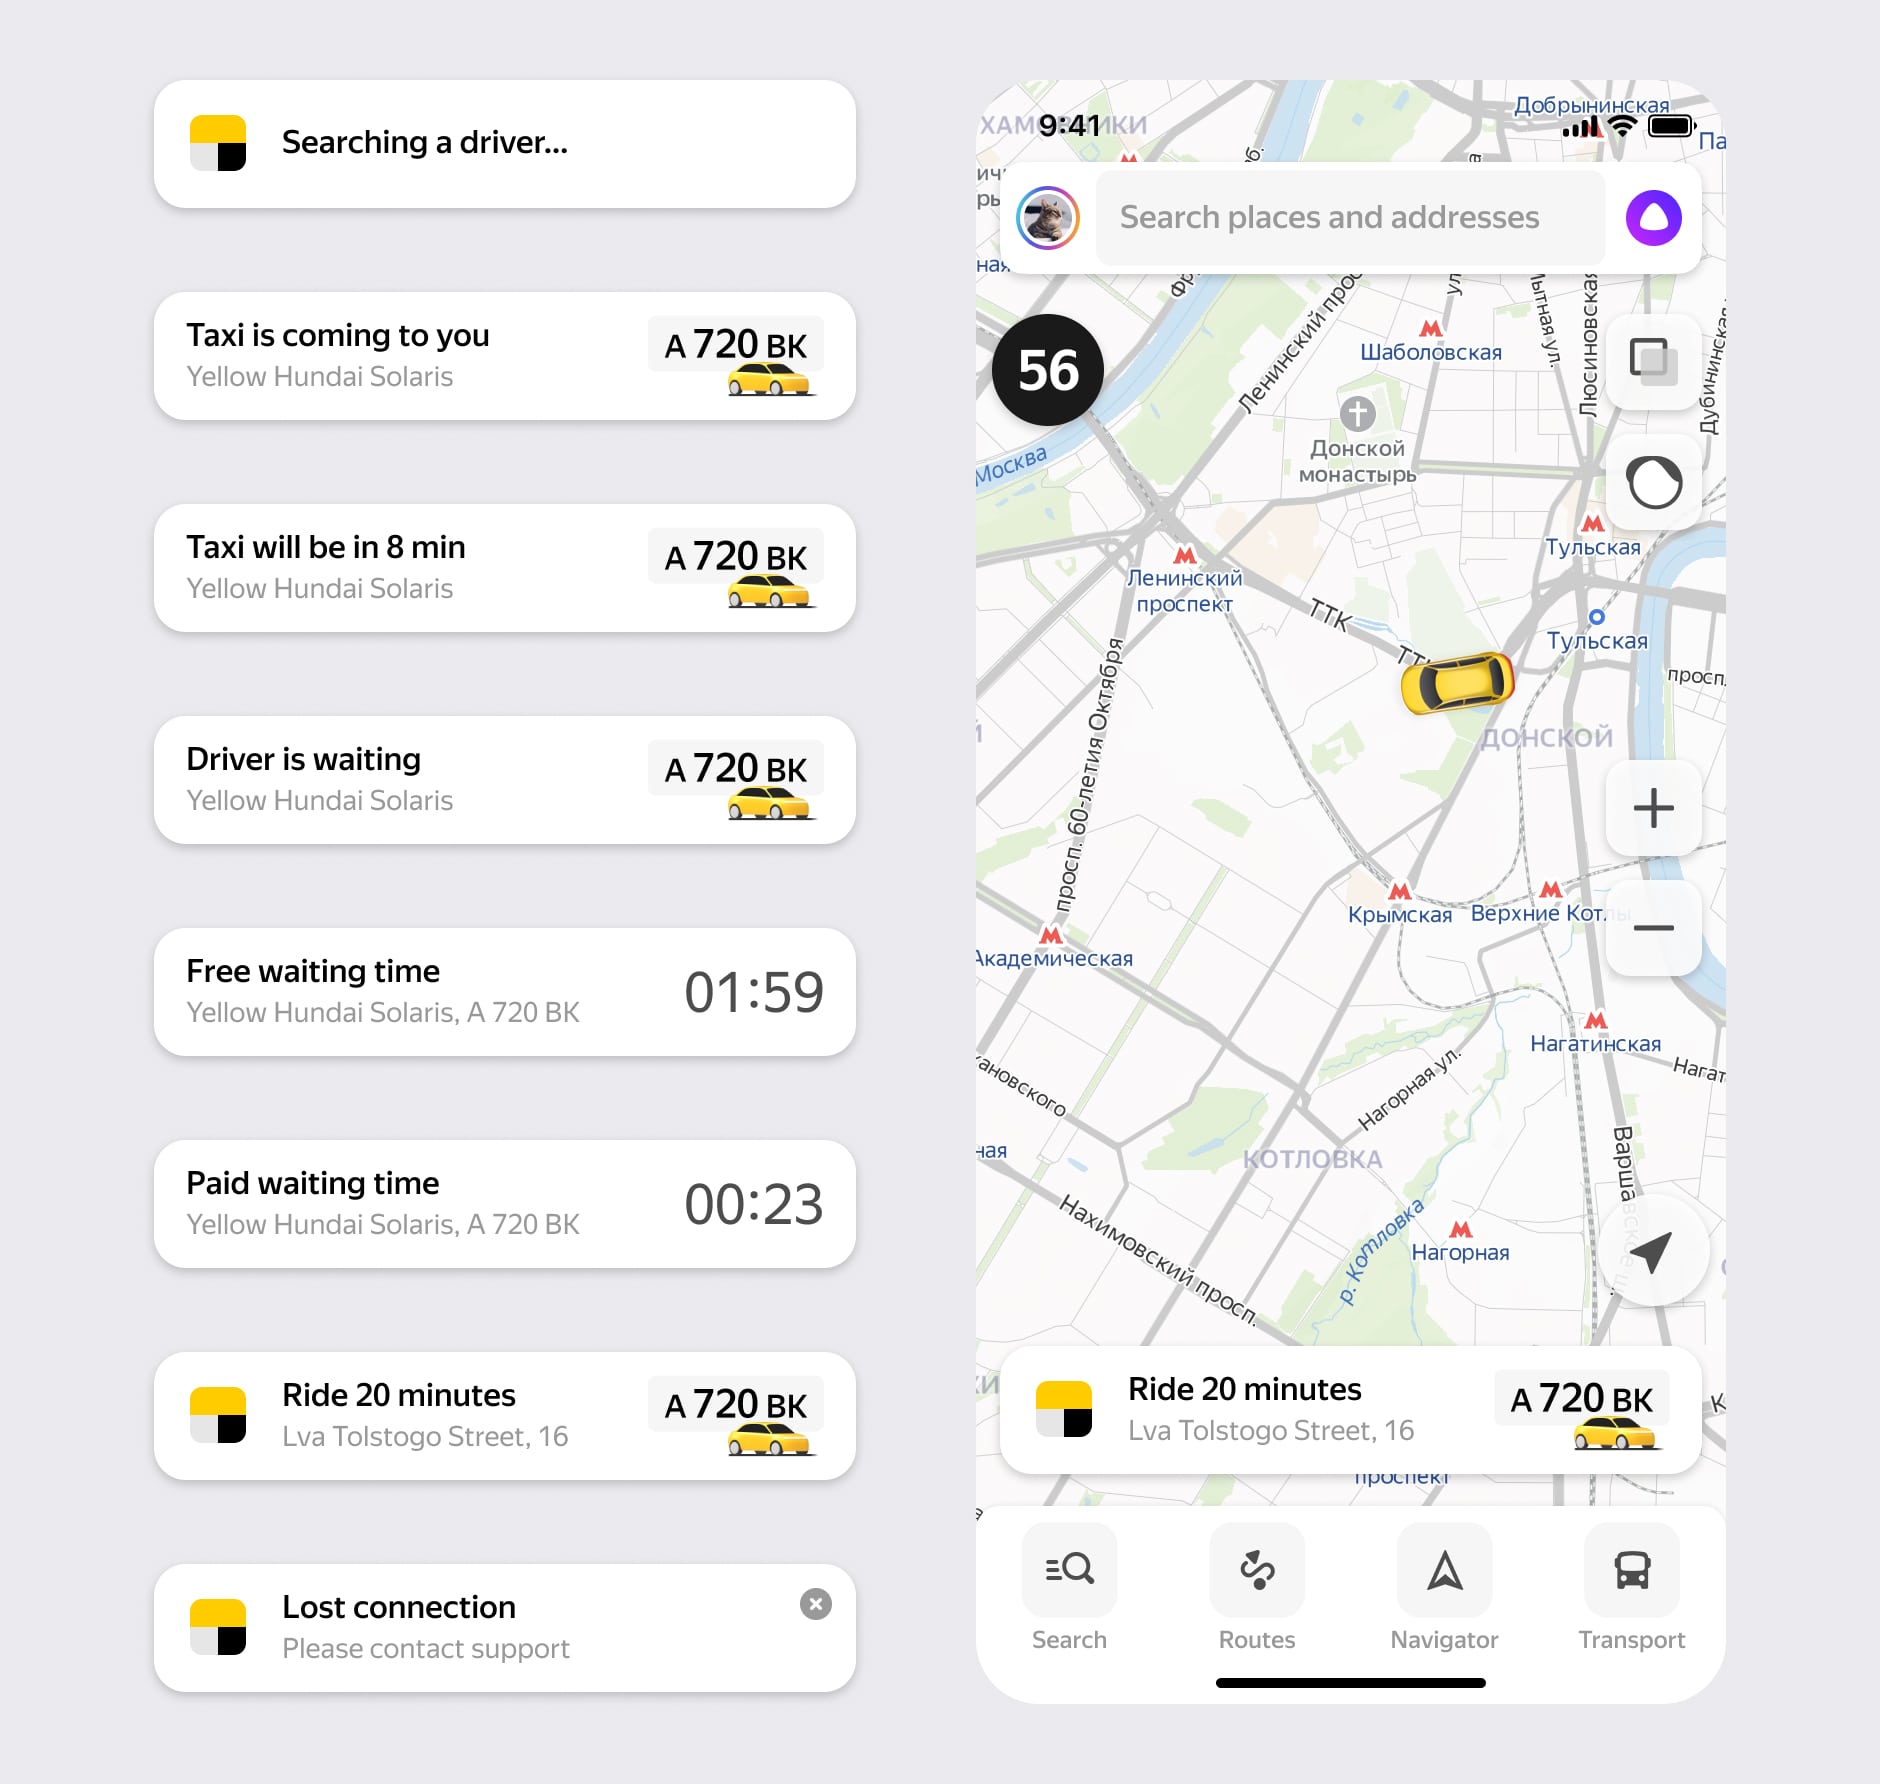 Searching a driver...
Taxi is coming to you
Yellow Hundai Solaris
A 720 BK
Taxi will be in 8 min
Yellow Hundai Solaris
A 720 BK
Driver is waiting
Yellow Hundai Solaris
A 720 BK
Free waiting time
Yellow Hundai Solaris, A 720 BK
01:59
Paid waiting time
Yellow Hundai Solaris, A 720 BK
00:23
Ride 20 minutes
Lva Tolstogo Street, 16
A 720 BK
Lost connection
Please contact support
9:41
Добрынинская
Search places and addresses
56
Ленинский
Люсиновская
Дубининская
Шаболовская
Москва
Донской
монастырь
Тульская
Ленинский
проспект
ТТК
Тульская
просп.
просп. 60-летия Октября
ДОНСКОЙ
Крымская
Верхние
Академическая
Нагатинская
Нагорная ул.
КОТЛОВКА
Нахимовский просп.
р. Котловка
Нагорная
Ride 20 minutes
Lva Tolstogo Street, 16
A 720 BK
проспект
Search
Routes
Navigator
Transport